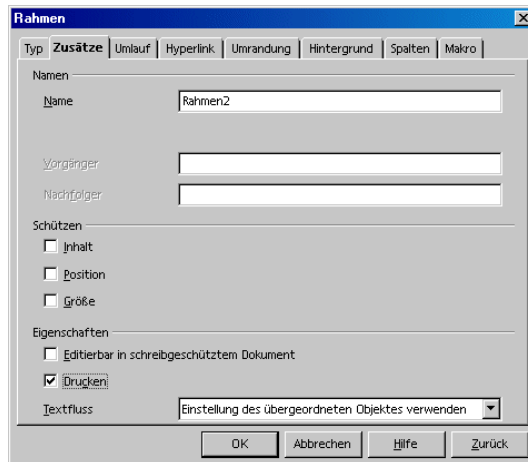 Rahmen
Typ Zusätze Umlauf Hyperlink Umrandung Hintergrund Spalten Makro
Namen
Name Rahmen2
Vorgänger
Nachfolger
Schützen
Inhalt
Position
Größe
Eigenschaften
Editierbar in schreibgeschütztem Dokument
Drucken
Textfluss Einstellung des übergeordneten Objektes verwenden
OK Abbrechen Hilfe Zurück